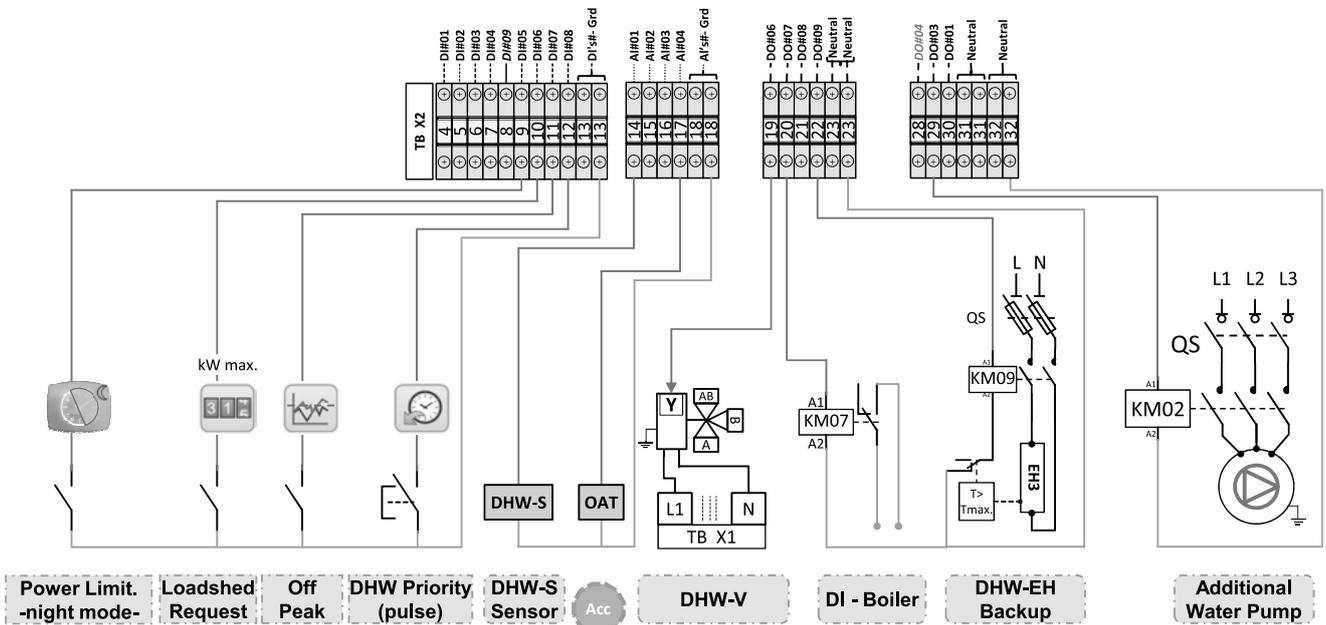 DI#01 DI#02 DI#03 DI#04 DI#09 DI#05 DI#06 DI#07 DI#08 DI's#- Grd
AI#01 AI#02 AI#03 AI#04 AI's#- Grd
DO#06 DO#07 DO#08 DO#09 Neutral Neutral
DO#04 DO#03 DO#01 Neutral Neutral
TB X2
4 5 6 7 8 9 10 11 12 13 13
14 15 16 17 18 18
19 20 21 22 23 23
28 29 30 31 31 32 32
L N
L1 L2 L3
QS
QS
kW max.
A1
KM09
A2
A1
KM02
A2
Y
AB
B
A
A1
KM07
A2
DHW-S
OAT
EH3
T>
Tmax.
L1
N
TB X1
Power Limit.
-night mode-
Loadshed
Request
Off
Peak
DHW Priority
(pulse)
DHW-S
Sensor
Acc
DHW-V
DI - Boiler
DHW-EH
Backup
Additional
Water Pump